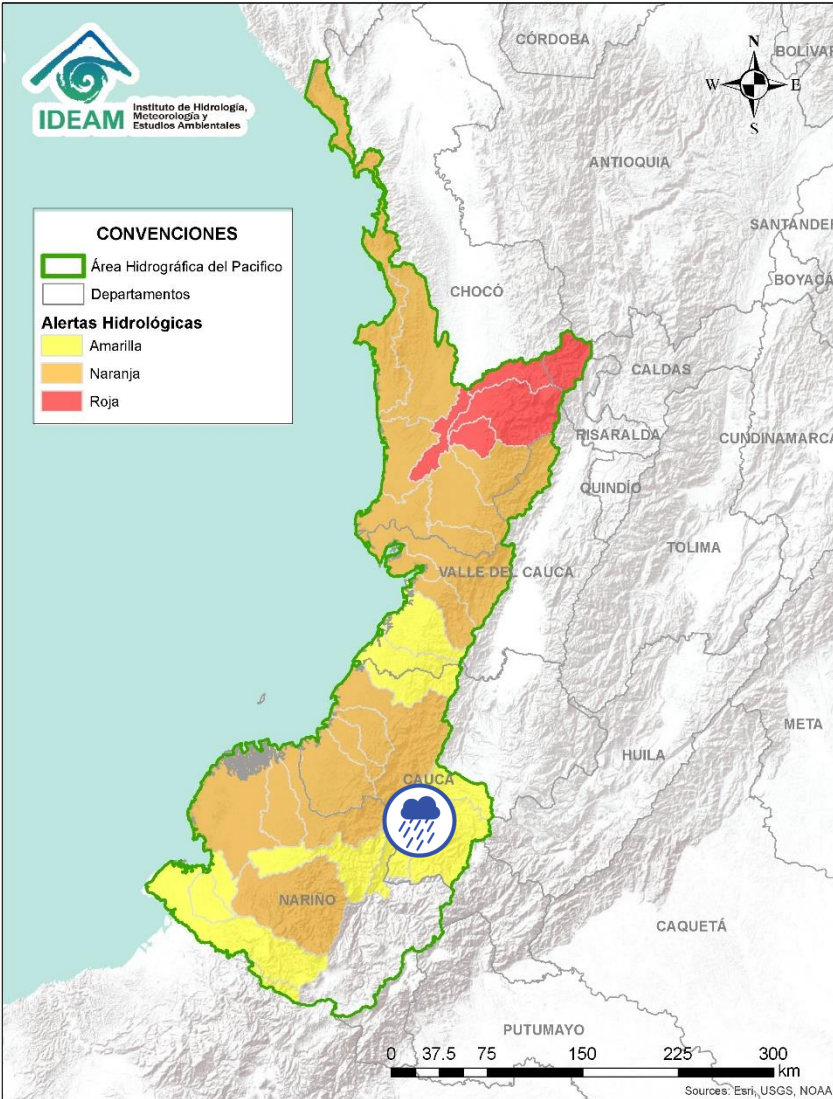 IDEAM
Instituto de Hidrología,
Meteorología y
Estudios Ambientales
CÓRDOBA
BOLÍVAR
N
W
E
S
ANTIOQUIA
SANTANDER
BOYACÁ
CONVENCIONES
Área Hidrográfica del Pacifico
Departamentos
Alertas Hidrológicas
Amarilla
Naranja
Roja
CHOCÓ
CALDAS
RISARALDA
CUNDINAMARCA
QUINDÍO
TOLIMA
VALLE DEL CAUCA
META
HUILA
CAUCA
NARIÑO
CAQUETÁ
PUTUMAYO
0 37.5 75 150 225 300
km
Sources: Esri, USGS, NOAA